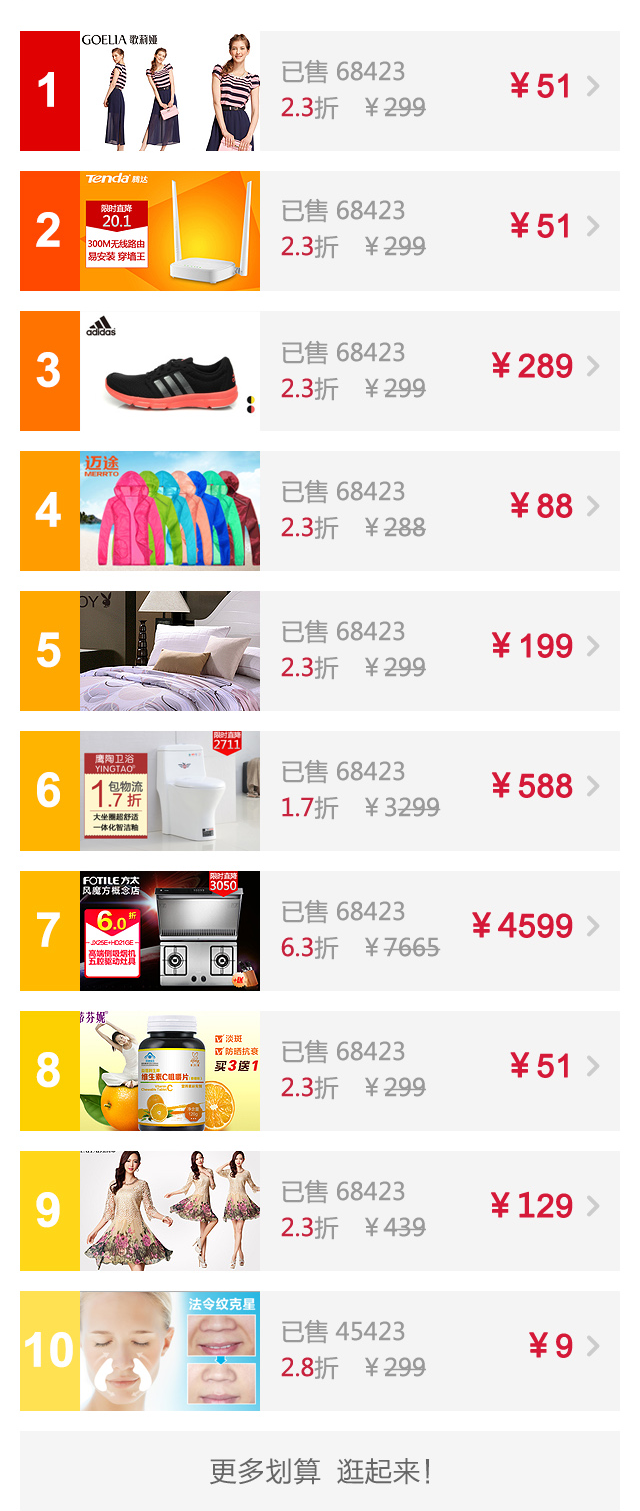 1
GOELIA 歌莉娅
已售 68423
2.3折 ¥299
¥51
2
Tenda 腾达
限时直降
20.1
300M无线路由
易安装 穿墙王
已售 68423
2.3折 ¥299
¥51
3
adidas
已售 68423
2.3折 ¥299
¥289
4
迈途
MERRTO
已售 68423
2.3折 ¥288
¥88
5
OY
已售 68423
2.3折 ¥299
¥199
6
限时直降
2711
鹰陶卫浴
YINGTAO
1.7折
包物流
大坐圈超舒适
一体化智洁釉
已售 68423
1.7折 ¥3299
¥588
7
FOTILE方太
风魔方概念店
限时直降
3050
6.0折
JX25E+HD21GE
高端侧吸烟机
五腔驱动灶具
已售 68423
6.3折 ¥7665
¥4599
8
芬妮
淡斑
防晒抗衰
买3送1
维生素C咀嚼片
已售 68423
2.3折 ¥299
¥51
9
已售 68423
2.3折 ¥439
¥129
10
法令纹克星
已售 45423
2.8折 ¥299
¥9
更多划算 逛起来！